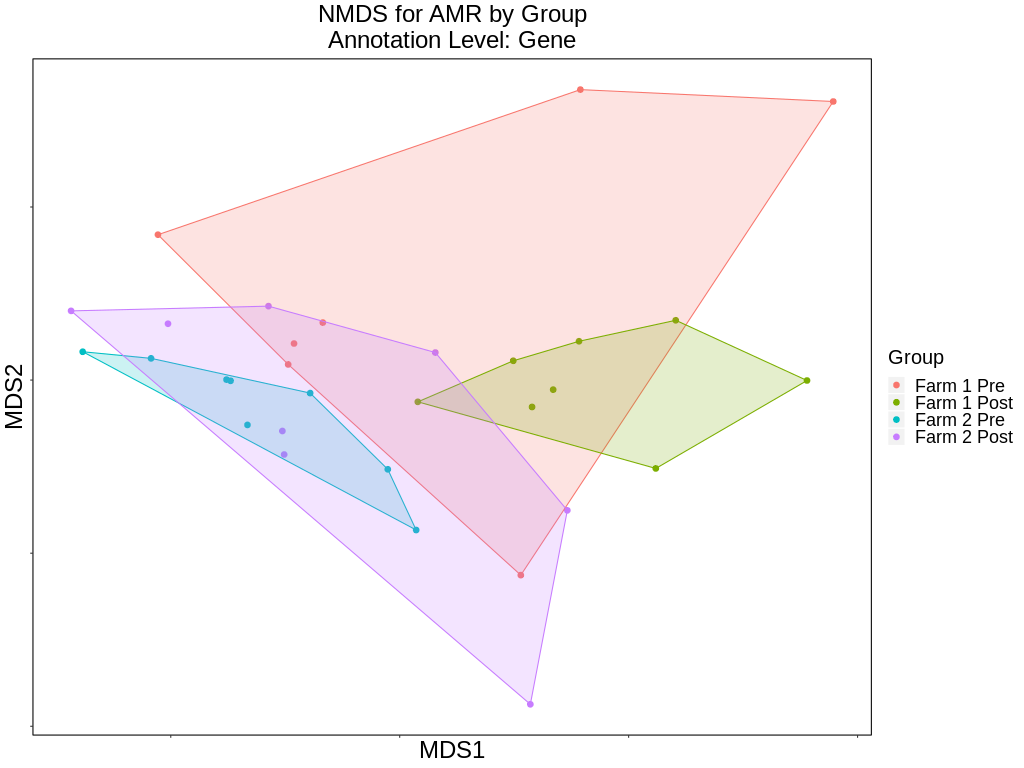 NMDS for AMR by Group
Annotation Level: Gene
MDS2
MDS1
Group
Farm 1 Pre
Farm 1 Post
Farm 2 Pre
Farm 2 Post